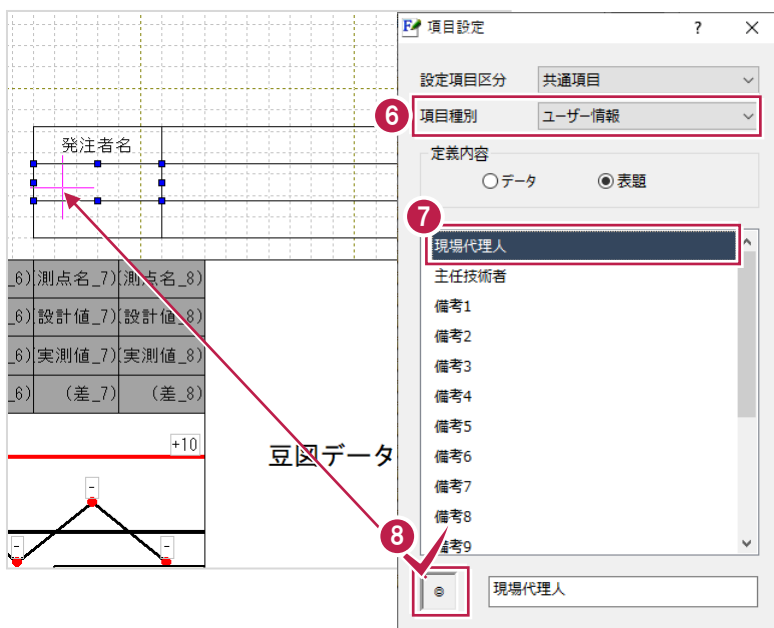 項目設定
?
設定項目区分 共通項目
6 項目種別 ユーザー情報
定義内容
データ 表題
7
現場代理人
主任技術者
備考1
備考2
備考3
備考4
備考5
備考6
備考7
備考8
備考9
8
◎ 現場代理人
発注者名
_6) (測点名_7) (測点名_8)
_6) (設計値_7) (設計値_8)
_6) (実測値_7) (実測値_8)
_6) (差_7) (差_8)
+10
豆図データ
-
- -